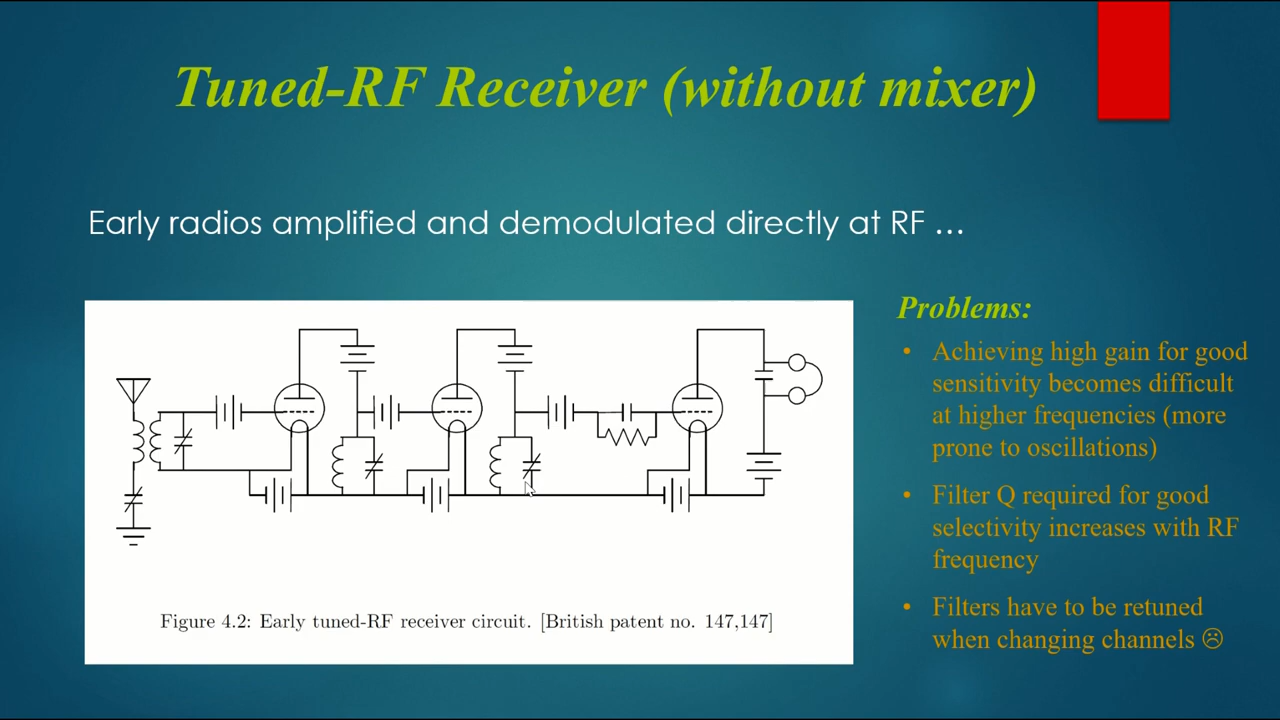 Tuned-RF Receiver (without mixer)
Early radios amplified and demodulated directly at RF …
Problems:
• Achieving high gain for good
sensitivity becomes difficult
at higher frequencies (more
prone to oscillations)
• Filter Q required for good
selectivity increases with RF
frequency
• Filters have to be retuned
when changing channels ☹
Figure 4.2: Early tuned-RF receiver circuit. [British patent no. 147,147]